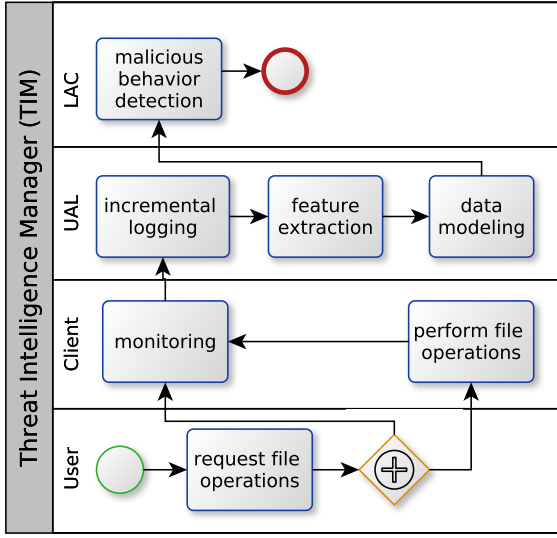 Threat Intelligence Manager (TIM)
LAC
malicious
behavior
detection
UAL
incremental
logging
feature
extraction
data
modeling
Client
monitoring
perform file
operations
User
request file
operations